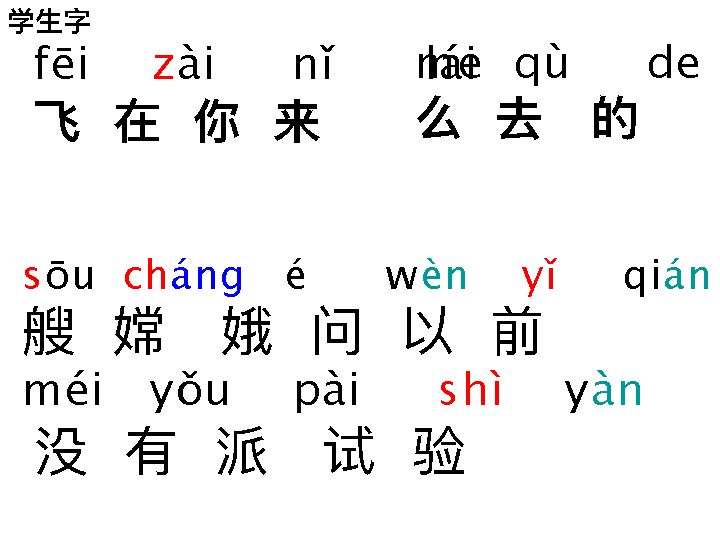 学生字
fēi zài nǐ lái me qù de
飞 在 你 来 么 去 的
sōu cháng é wèn yǐ qián
艘 嫦 娥 问 以 前
méi yǒu pài shì yàn
没 有 派 试 验